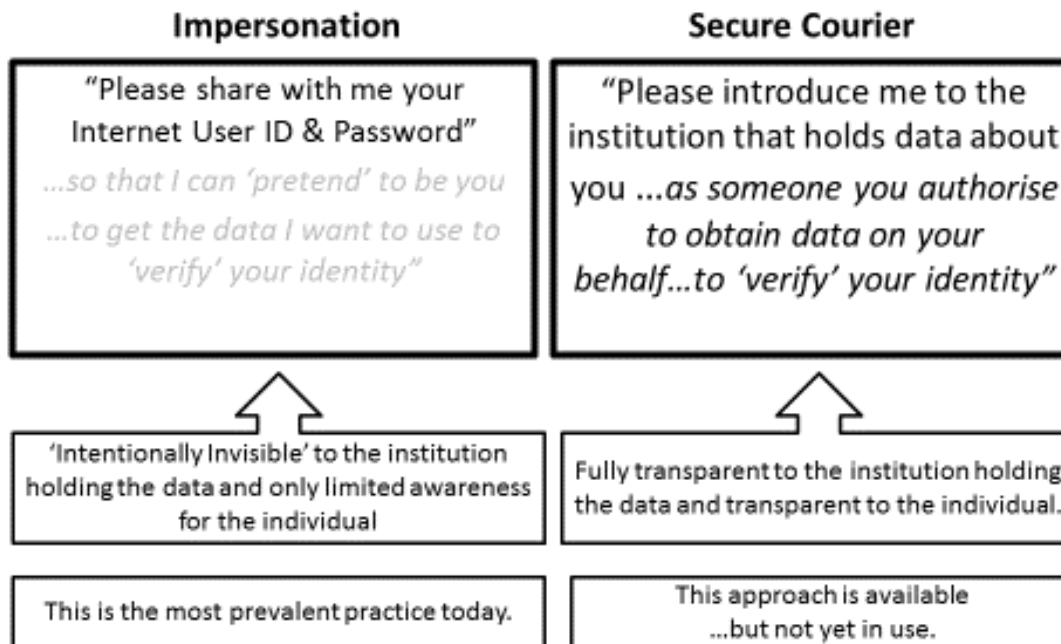 Impersonation
Secure Courier
“Please share with me your
Internet User ID & Password”
...so that I can ‘pretend’ to be you
...to get the data I want to use to
‘verify’ your identity”
“Please introduce me to the
institution that holds data about
you ...as someone you authorise
to obtain data on your
behalf...to ‘verify’ your identity”
‘Intentionally Invisible’ to the institution
holding the data and only limited awareness
for the individual
Fully transparent to the institution holding
the data and transparent to the individual.
This is the most prevalent practice today.
This approach is available
...but not yet in use.